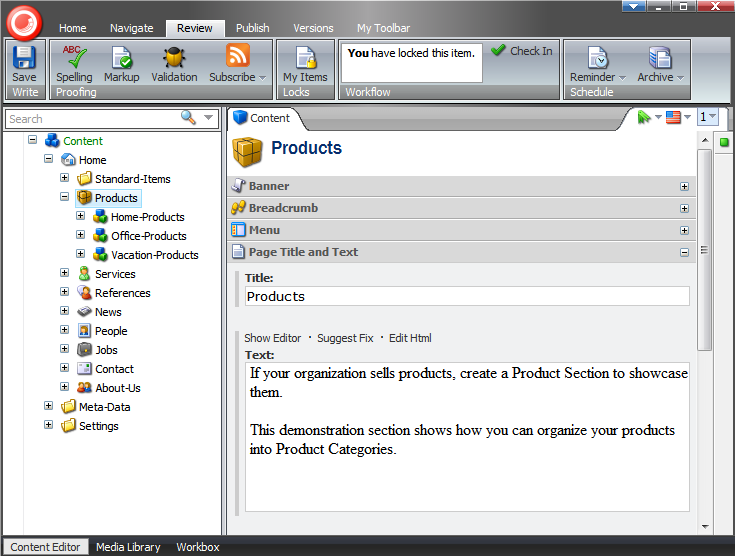 Home Navigate Review Publish Versions My Toolbar
Save Spelling Markup Validation Subscribe My Items You have locked this item. Check In Reminder Archive
Write Proofing Locks Workflow Schedule
Search
Content
Home
Standard-Items
Products
Home-Products
Office-Products
Vacation-Products
Services
References
News
People
Jobs
Contact
About-Us
Meta-Data
Settings
Content 1
Products
Banner
Breadcrumb
Menu
Page Title and Text
Title:
Products
Show Editor · Suggest Fix · Edit Html
Text:
If your organization sells products, create a Product Section to showcase
them.
This demonstration section shows how you can organize your products
into Product Categories.
Content Editor Media Library Workbox